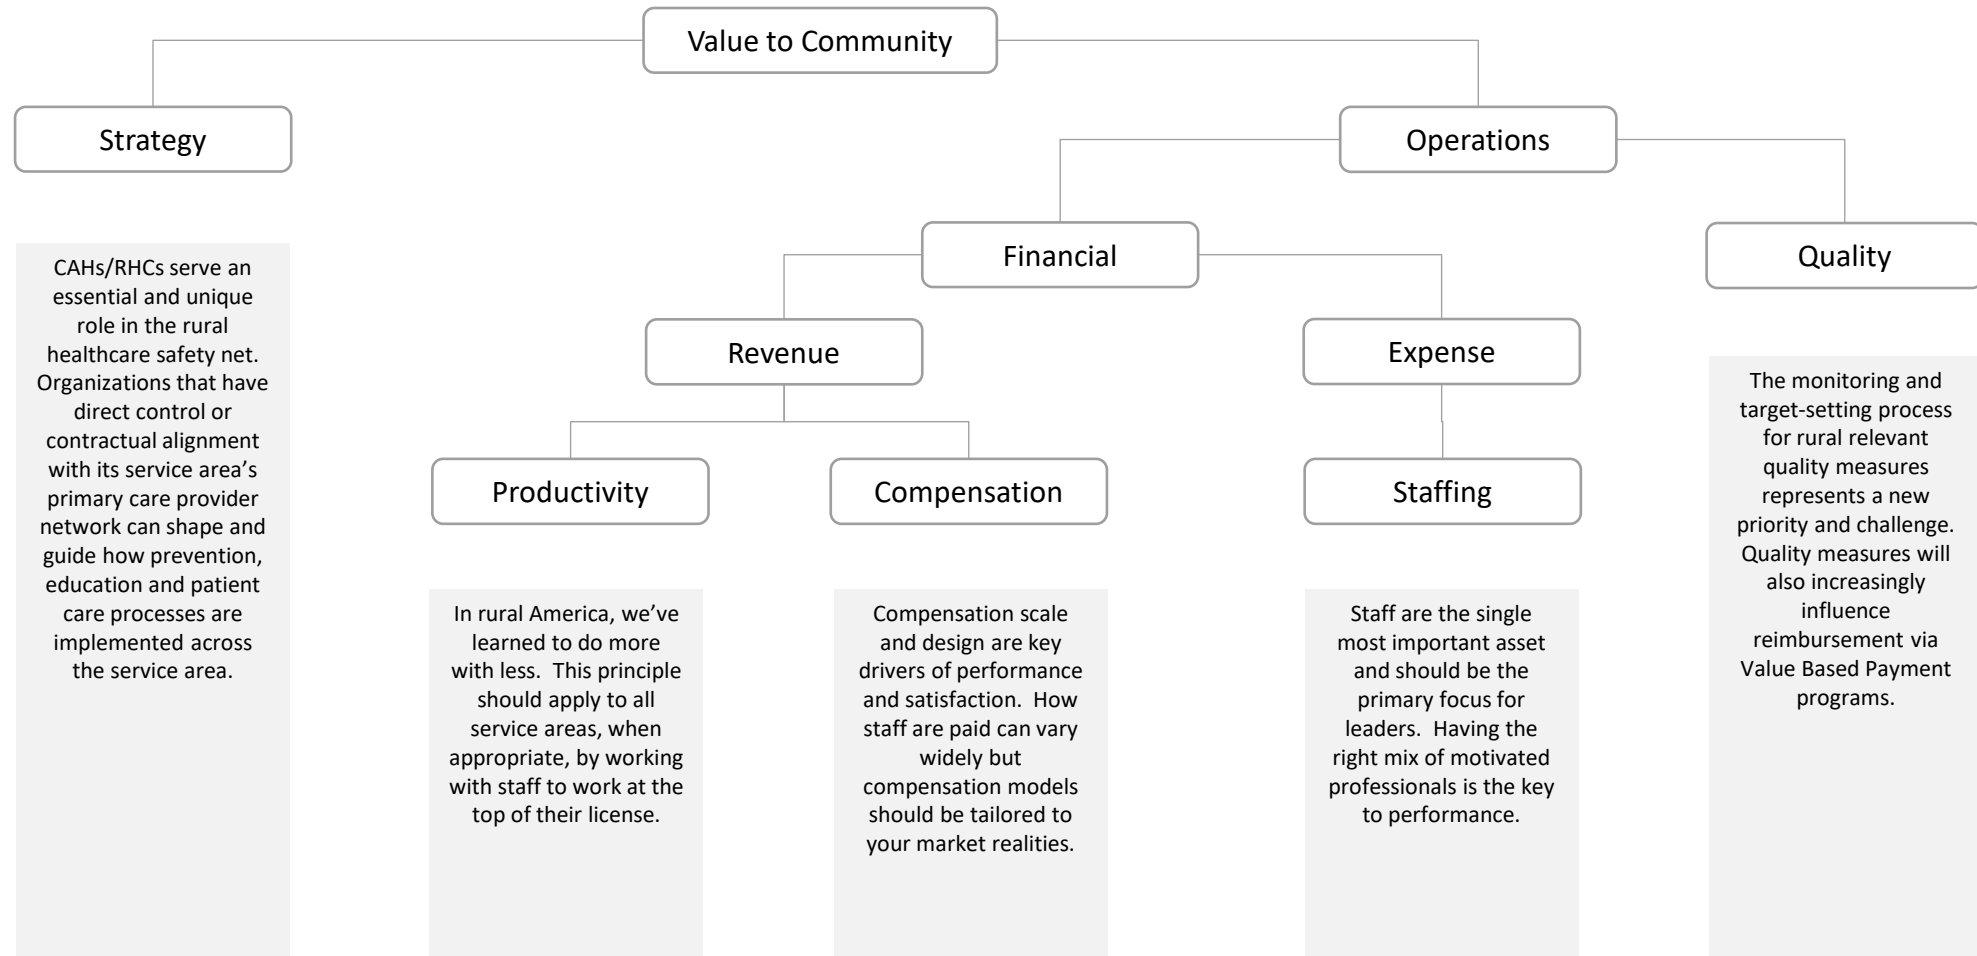 Value to Community
Strategy
Operations
Financial
Quality
Revenue
Expense
Productivity
Compensation
Staffing
CAHs/RHCs serve an
essential and unique
role in the rural
healthcare safety net.
Organizations that have
direct control or
contractual alignment
with its service area’s
primary care provider
network can shape and
guide how prevention,
education and patient
care processes are
implemented across
the service area.
In rural America, we’ve
learned to do more
with less.  This principle
should apply to all
service areas, when
appropriate, by working
with staff to work at the
top of their license.
Compensation scale
and design are key
drivers of performance
and satisfaction.  How
staff are paid can vary
widely but
compensation models
should be tailored to
your market realities.
Staff are the single
most important asset
and should be the
primary focus for
leaders.  Having the
right mix of motivated
professionals is the key
to performance.
The monitoring and
target-setting process
for rural relevant
quality measures
represents a new
priority and challenge.
Quality measures will
also increasingly
influence
reimbursement via
Value Based Payment
programs.